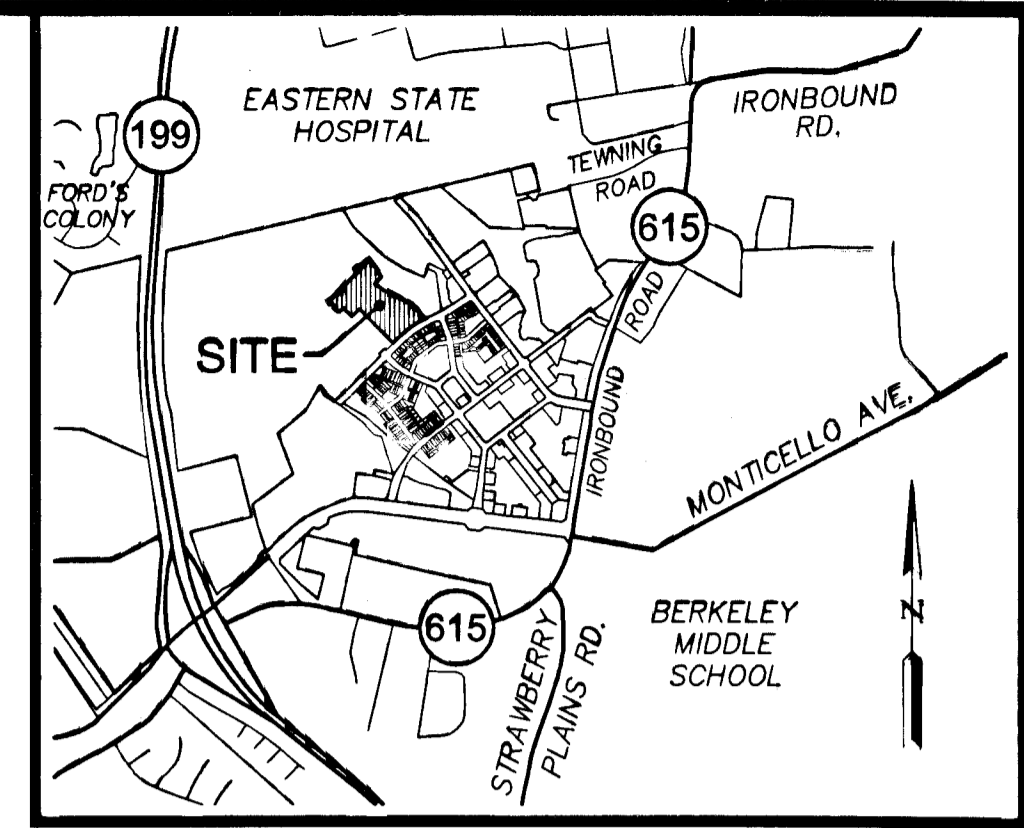 EASTERN STATE
HOSPITAL
IRONBOUND
RD.
199
TEWNING
ROAD
FORD'S
COLONY
615
ROAD
SITE
IRONBOUND
MONTICELLO AVE.
N
615
BERKELEY
MIDDLE
SCHOOL
STRAWBERRY
PLAINS RD.